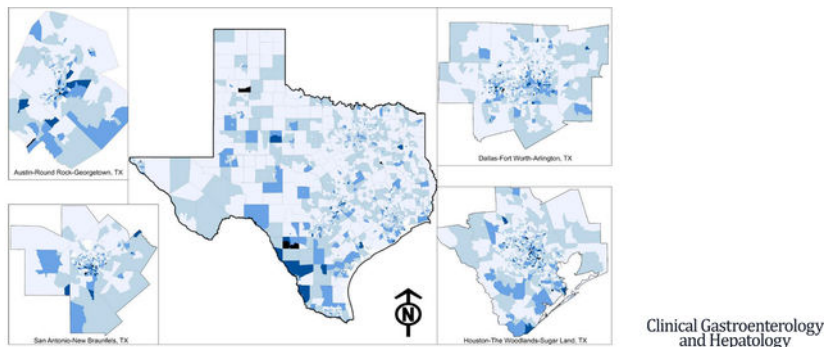 Austin-Round Rock-Georgetown, TX
Dallas-Fort Worth-Arlington, TX
San Antonio-New Braunfels, TX
N
Houston-The Woodlands-Sugar Land, TX
Clinical Gastroenterology
and Hepatology